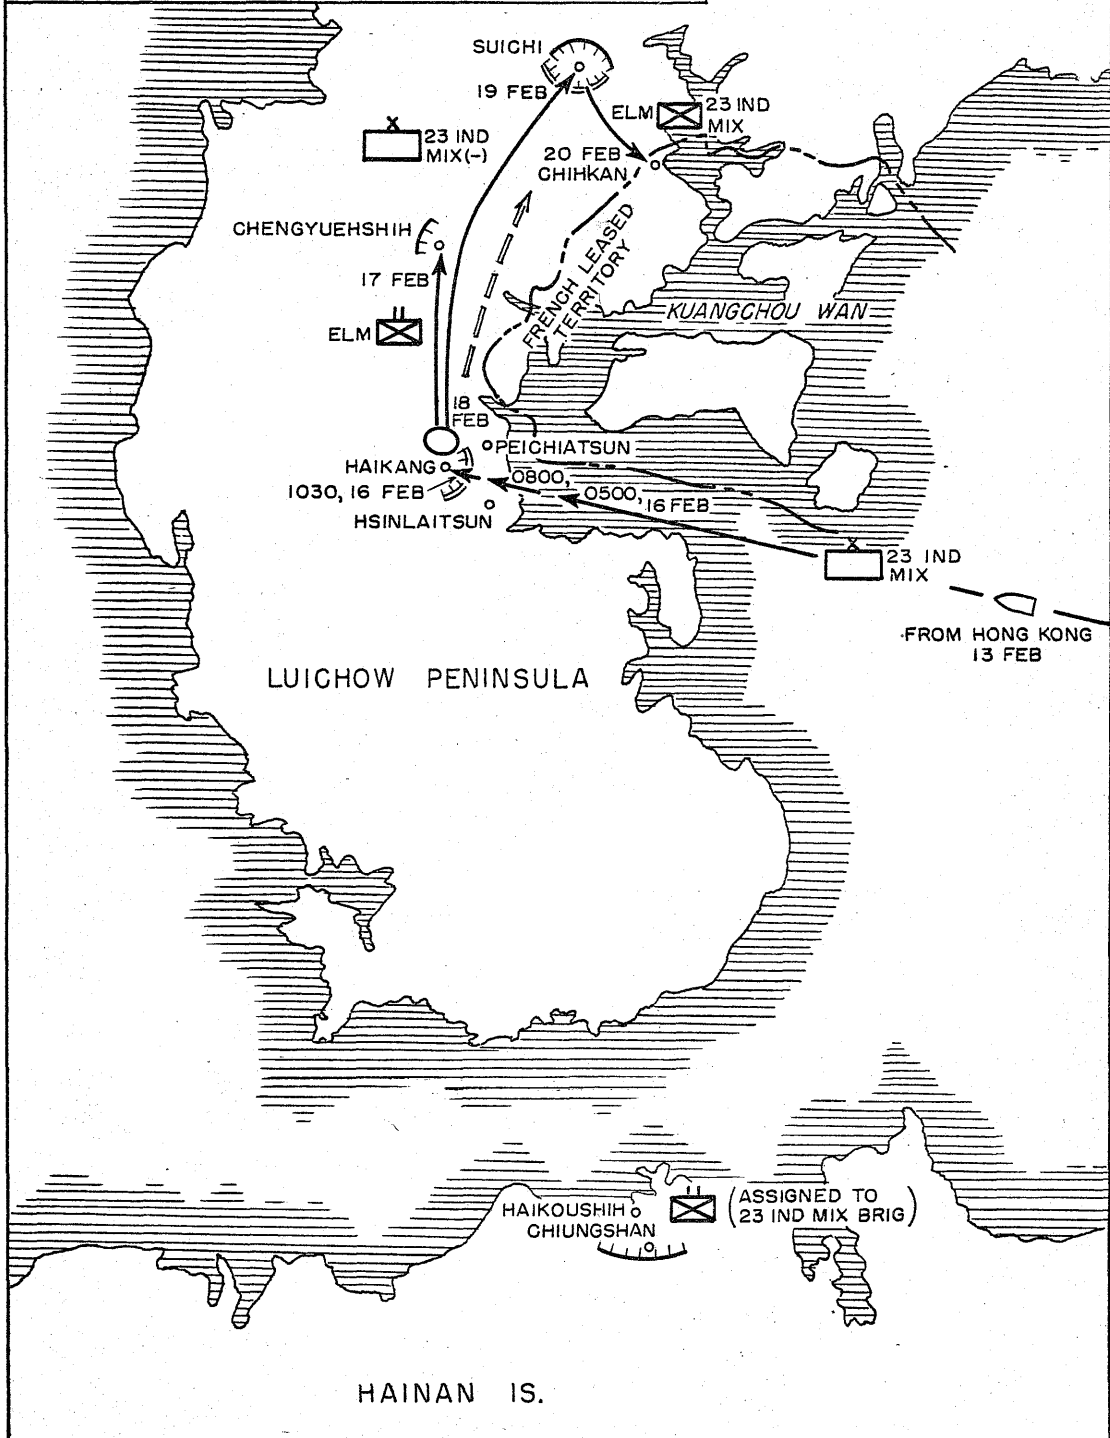 SUICHI
19 FEB
ELM
23 IND
MIX
23 IND
MIX(-)
20 FEB
CHIHKAN
CHENGYUEHSHIH
17 FEB
FRENCH LEASED
TERRITORY
KUANGCHOU WAN
ELM
18
FEB
PEICHIATSUN
HAIKANG
0800,
0500,
16 FEB
1030, 16 FEB
HSINLAITSUN
23 IND
MIX
FROM HONG KONG
13 FEB
LUICHOW PENINSULA
HAIKOUSHIH
CHIUNGSHAN
(ASSIGNED TO
23 IND MIX BRIG)
HAINAN IS.